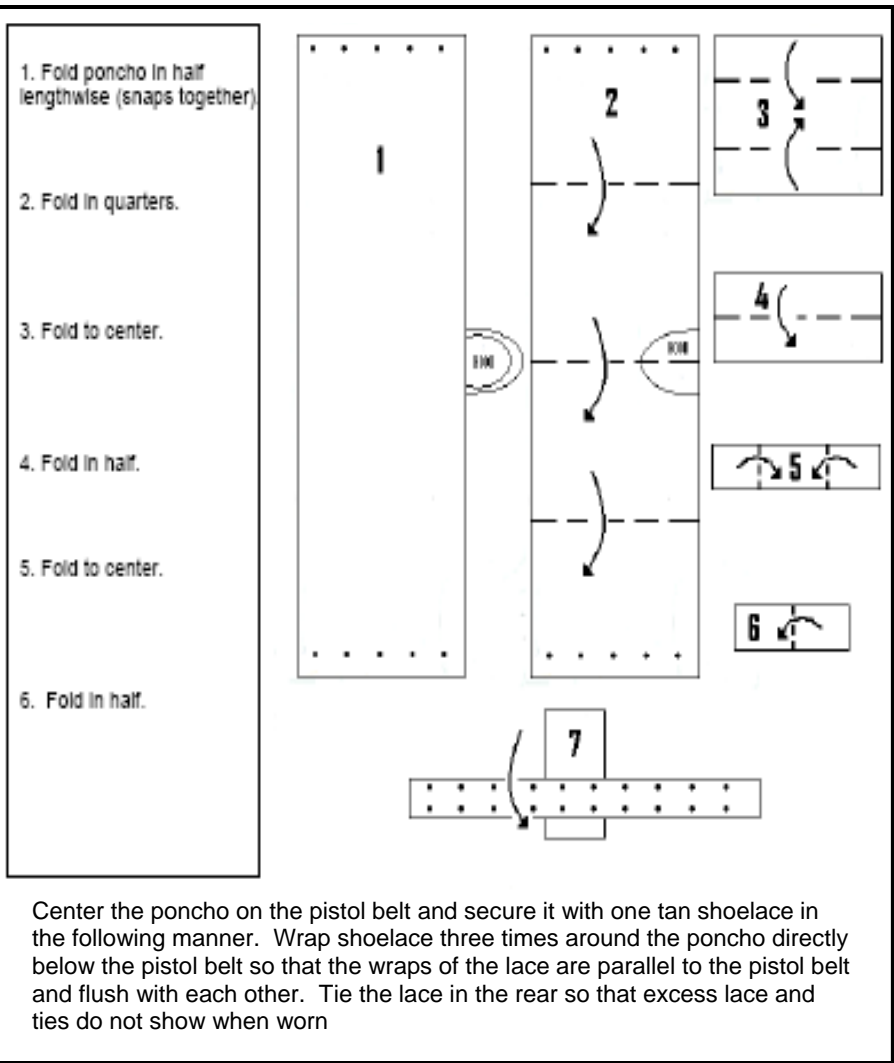 1. Fold poncho in half
lengthwise (snaps together).
2. Fold in quarters.
3. Fold to center.
4. Fold in half.
5. Fold to center.
6. Fold in half.
1
2
3
4
5
6
7
Center the poncho on the pistol belt and secure it with one tan shoelace in
the following manner. Wrap shoelace three times around the poncho directly
below the pistol belt so that the wraps of the lace are parallel to the pistol belt
and flush with each other. Tie the lace in the rear so that excess lace and
ties do not show when worn